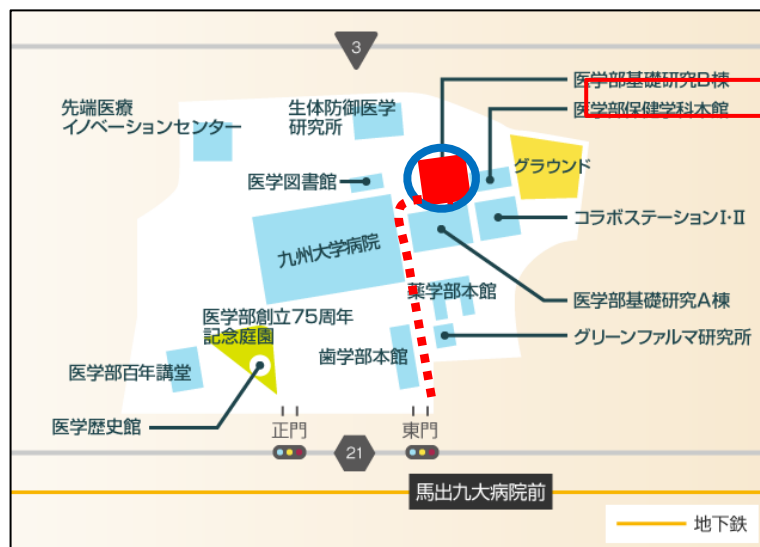 3
医学部基礎研究B棟
先端医療
イノベーションセンター
生体防御医学
研究所
医学部保健学科本館
グラウンド
医学図書館
コラボステーションⅠ・Ⅱ
九州大学病院
薬学部本館
医学部基礎研究A棟
医学部創立75周年
記念庭園
グリーンファルマ研究所
歯学部本館
医学部百年講堂
医学歴史館
正門
東門
21
馬出九大病院前
地下鉄